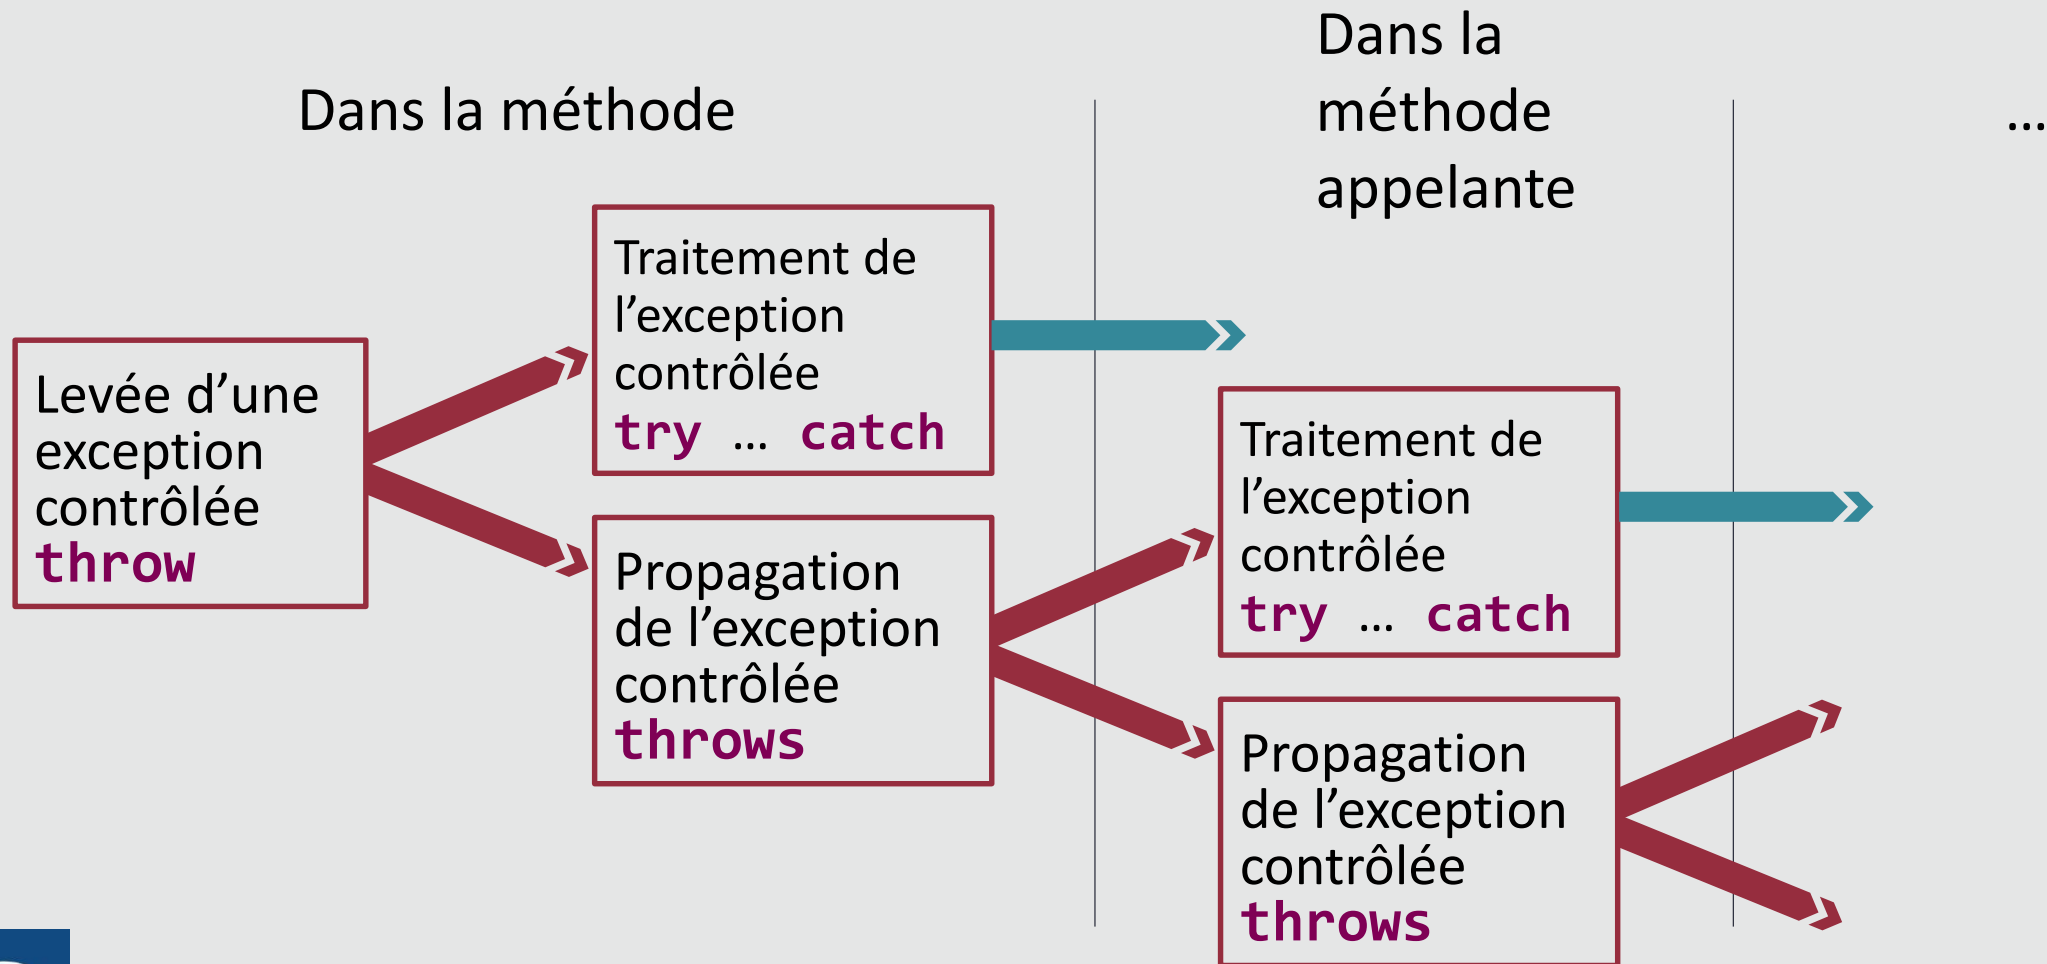 Dans la méthode
Dans la
méthode
appelante
…
Levée d’une
exception
contrôlée
throw
Traitement de
l’exception
contrôlée
try … catch
Propagation
de l’exception
contrôlée
throws
Traitement de
l’exception
contrôlée
try … catch
Propagation
de l’exception
contrôlée
throws